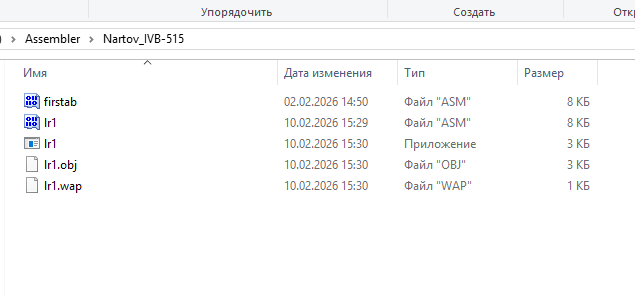 Упорядочить Создать Откр
) Assembler Nartov_IVB-515
Имя Дата изменения Тип Размер
firstab 02.02.2026 14:50 Файл "ASM" 8 КБ
lr1 10.02.2026 15:29 Файл "ASM" 8 КБ
lr1 10.02.2026 15:30 Приложение 3 КБ
lr1.obj 10.02.2026 15:30 Файл "OBJ" 3 КБ
lr1.wap 10.02.2026 15:30 Файл "WAP" 1 КБ